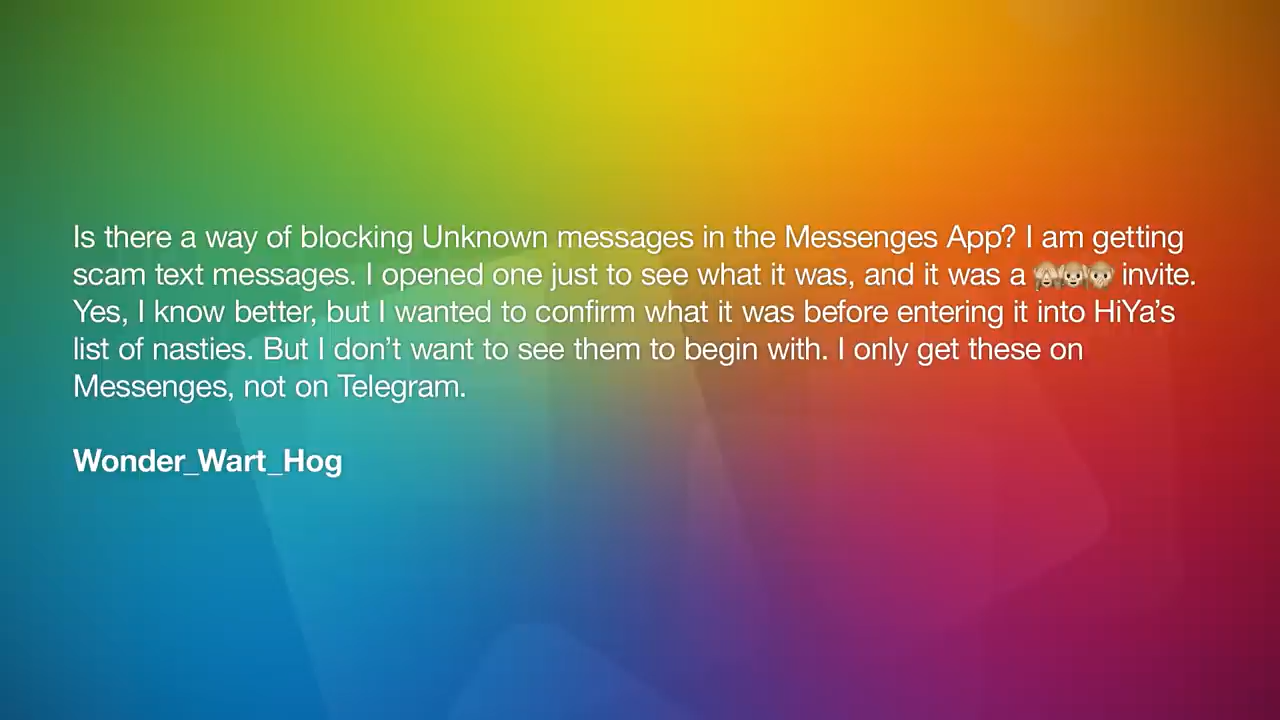 Is there a way of blocking Unknown messages in the Messenges App? I am getting
scam text messages. I opened one just to see what it was, and it was a 🙈🙉🙊 invite.
Yes, I know better, but I wanted to confirm what it was before entering it into HiYa’s
list of nasties. But I don’t want to see them to begin with. I only get these on
Messenges, not on Telegram.
Wonder_Wart_Hog